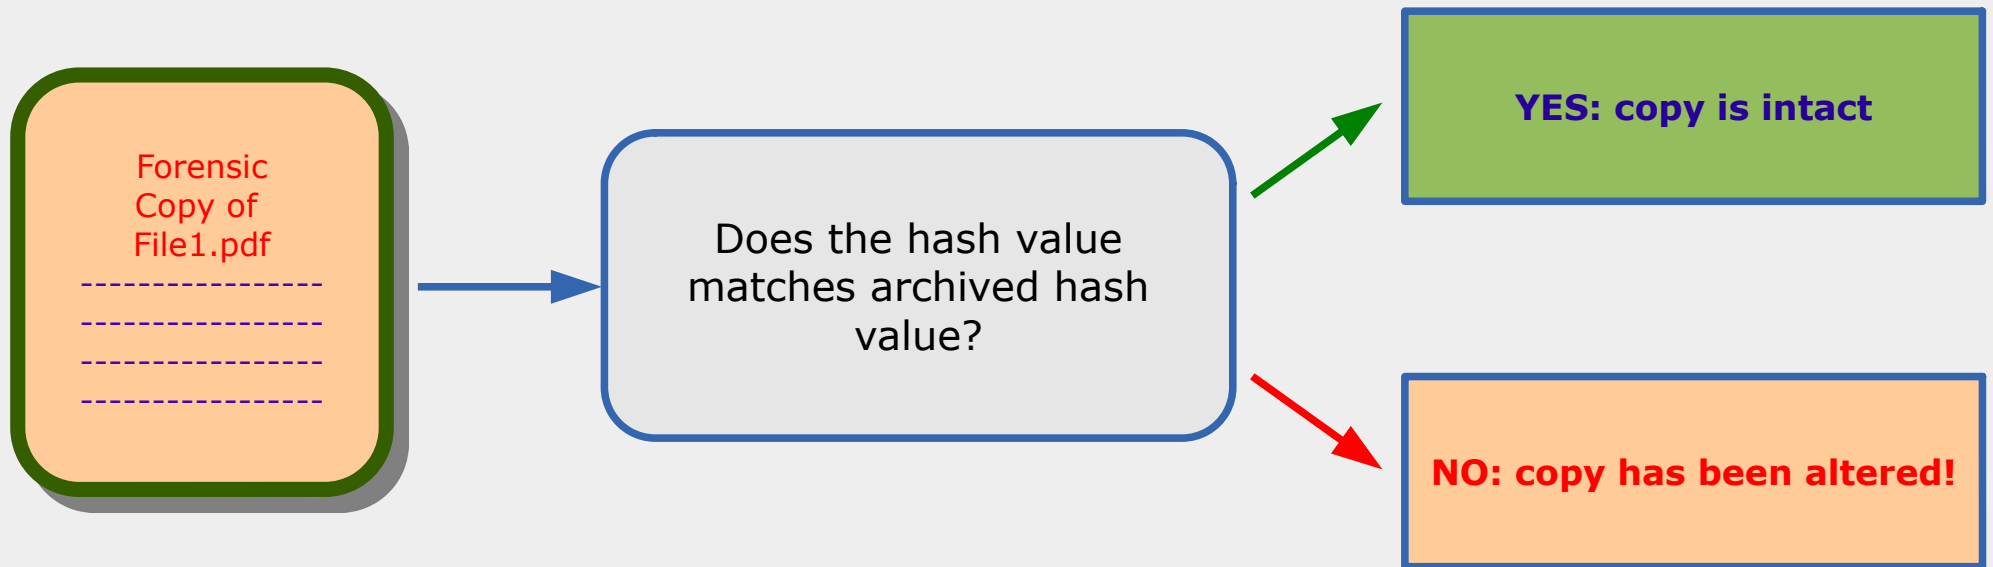 Forensic
Copy of
File1.pdf
-----------------
-----------------
-----------------
-----------------
Does the hash value
matches archived hash
value?
YES: copy is intact
NO: copy has been altered!